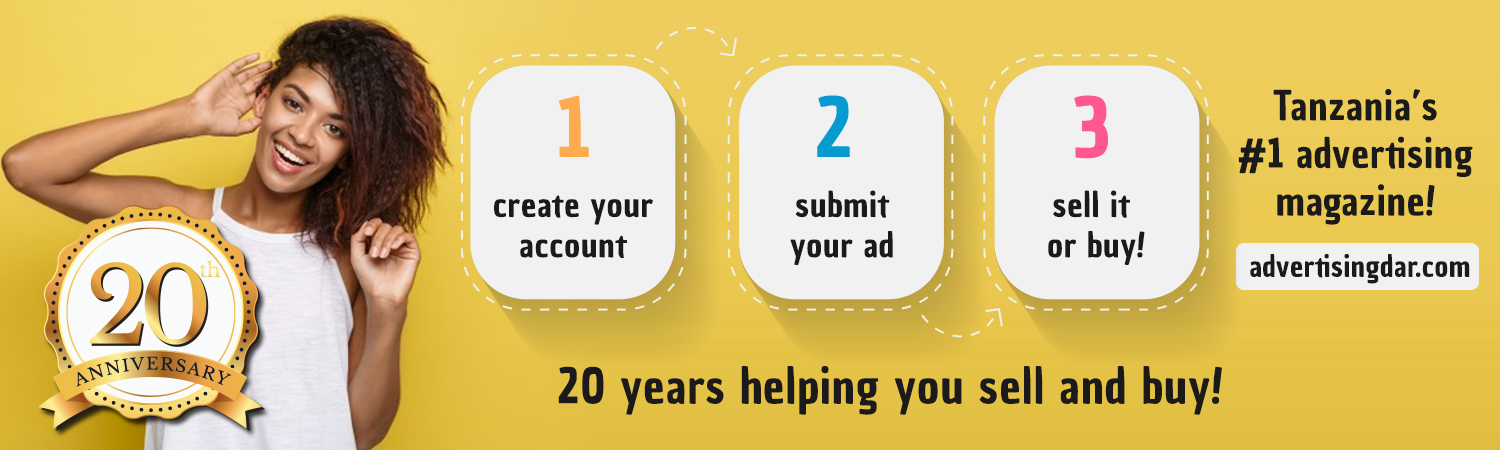 20th
ANNIVERSARY
1
create your
account
2
submit
your ad
3
sell it
or buy!
Tanzania's
#1 advertising
magazine!
advertisingdar.com
20 years helping you sell and buy!